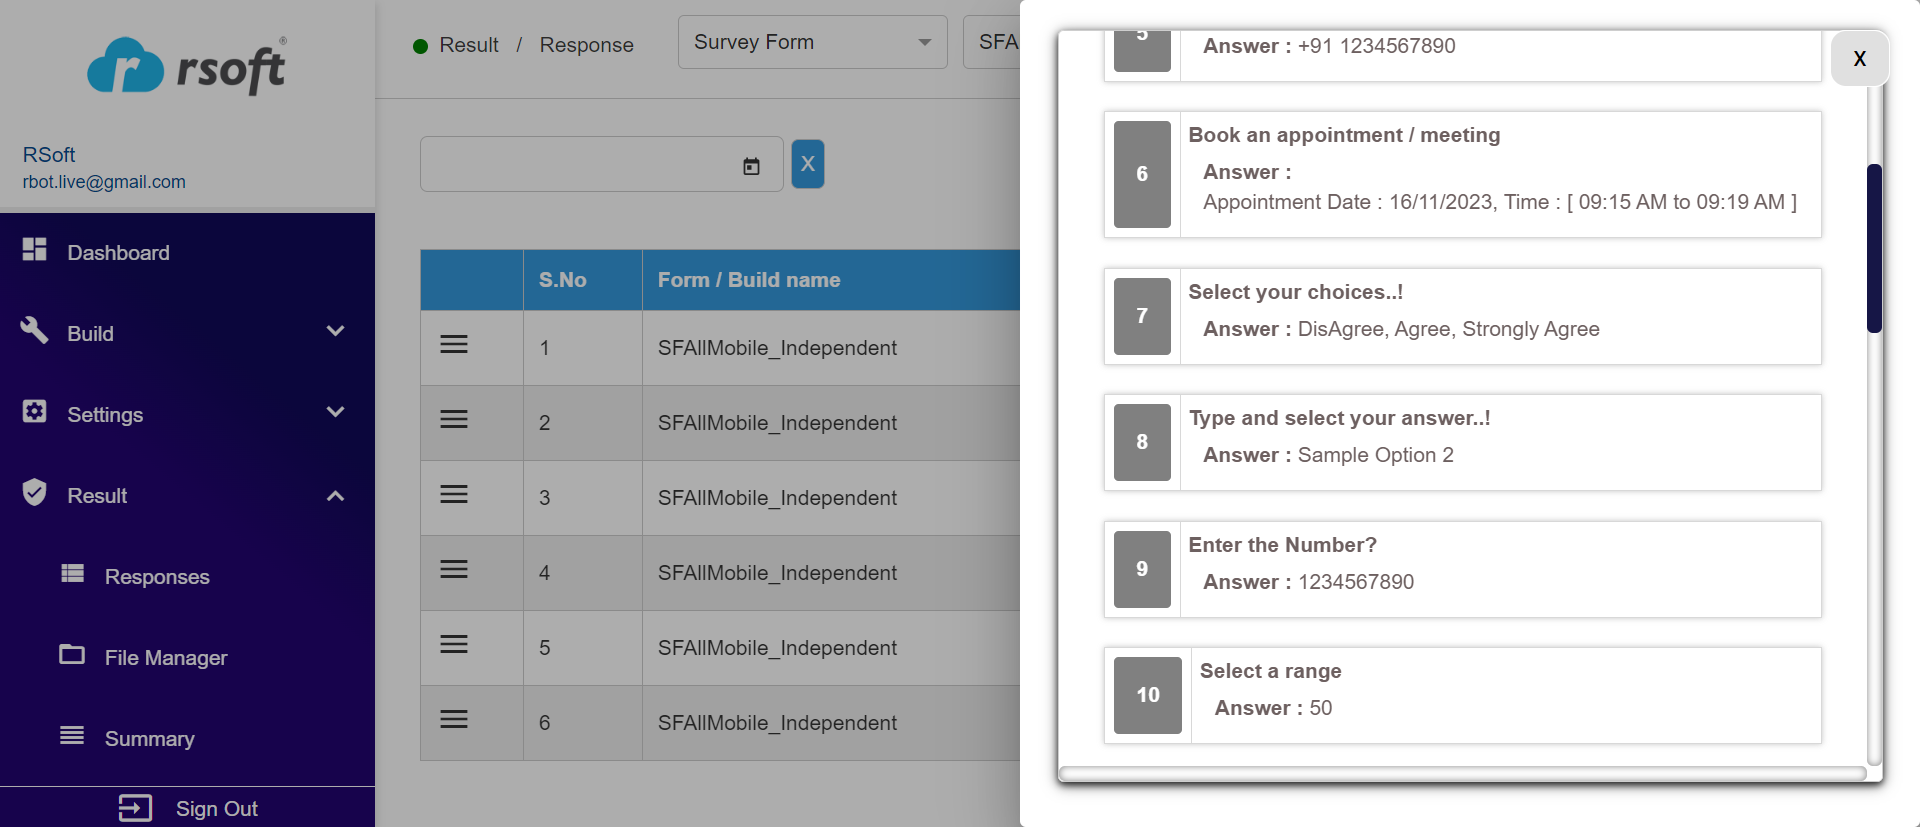 rsoft®
RSoft
rbot.live@gmail.com
Dashboard
Build
Settings
Result
Responses
File Manager
Summary
Sign Out
Result / Response
Survey Form
SFA
X
S.No Form / Build name
1 SFAllMobile_Independent
2 SFAllMobile_Independent
3 SFAllMobile_Independent
4 SFAllMobile_Independent
5 SFAllMobile_Independent
6 SFAllMobile_Independent
X
5
Answer : +91 1234567890
6
Book an appointment / meeting
Answer :
Appointment Date : 16/11/2023, Time : [ 09:15 AM to 09:19 AM ]
7
Select your choices..!
Answer : DisAgree, Agree, Strongly Agree
8
Type and select your answer..!
Answer : Sample Option 2
9
Enter the Number?
Answer : 1234567890
10
Select a range
Answer : 50